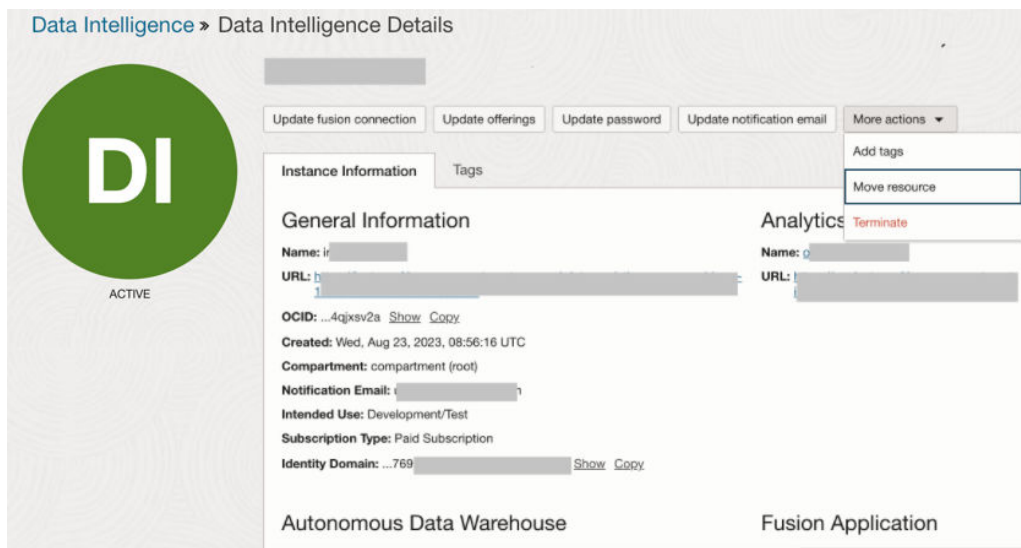 Data Intelligence » Data Intelligence Details
DI
ACTIVE
Update fusion connection Update offerings Update password Update notification email More actions
Add tags
Move resource
Terminate
Instance Information Tags
General Information
Name:
URL:
OCID: ...4qjxsv2a Show Copy
Created: Wed, Aug 23, 2023, 08:56:16 UTC
Compartment: compartment (root)
Notification Email:
Intended Use: Development/Test
Subscription Type: Paid Subscription
Identity Domain: ...769 Show Copy
Analytics
Name:
URL:
Autonomous Data Warehouse
Fusion Application